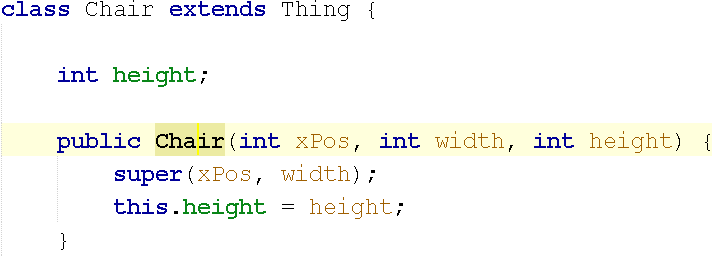 class Chair extends Thing {
int height;
public Chair(int xPos, int width, int height) {
super(xPos, width);
this.height = height;
}